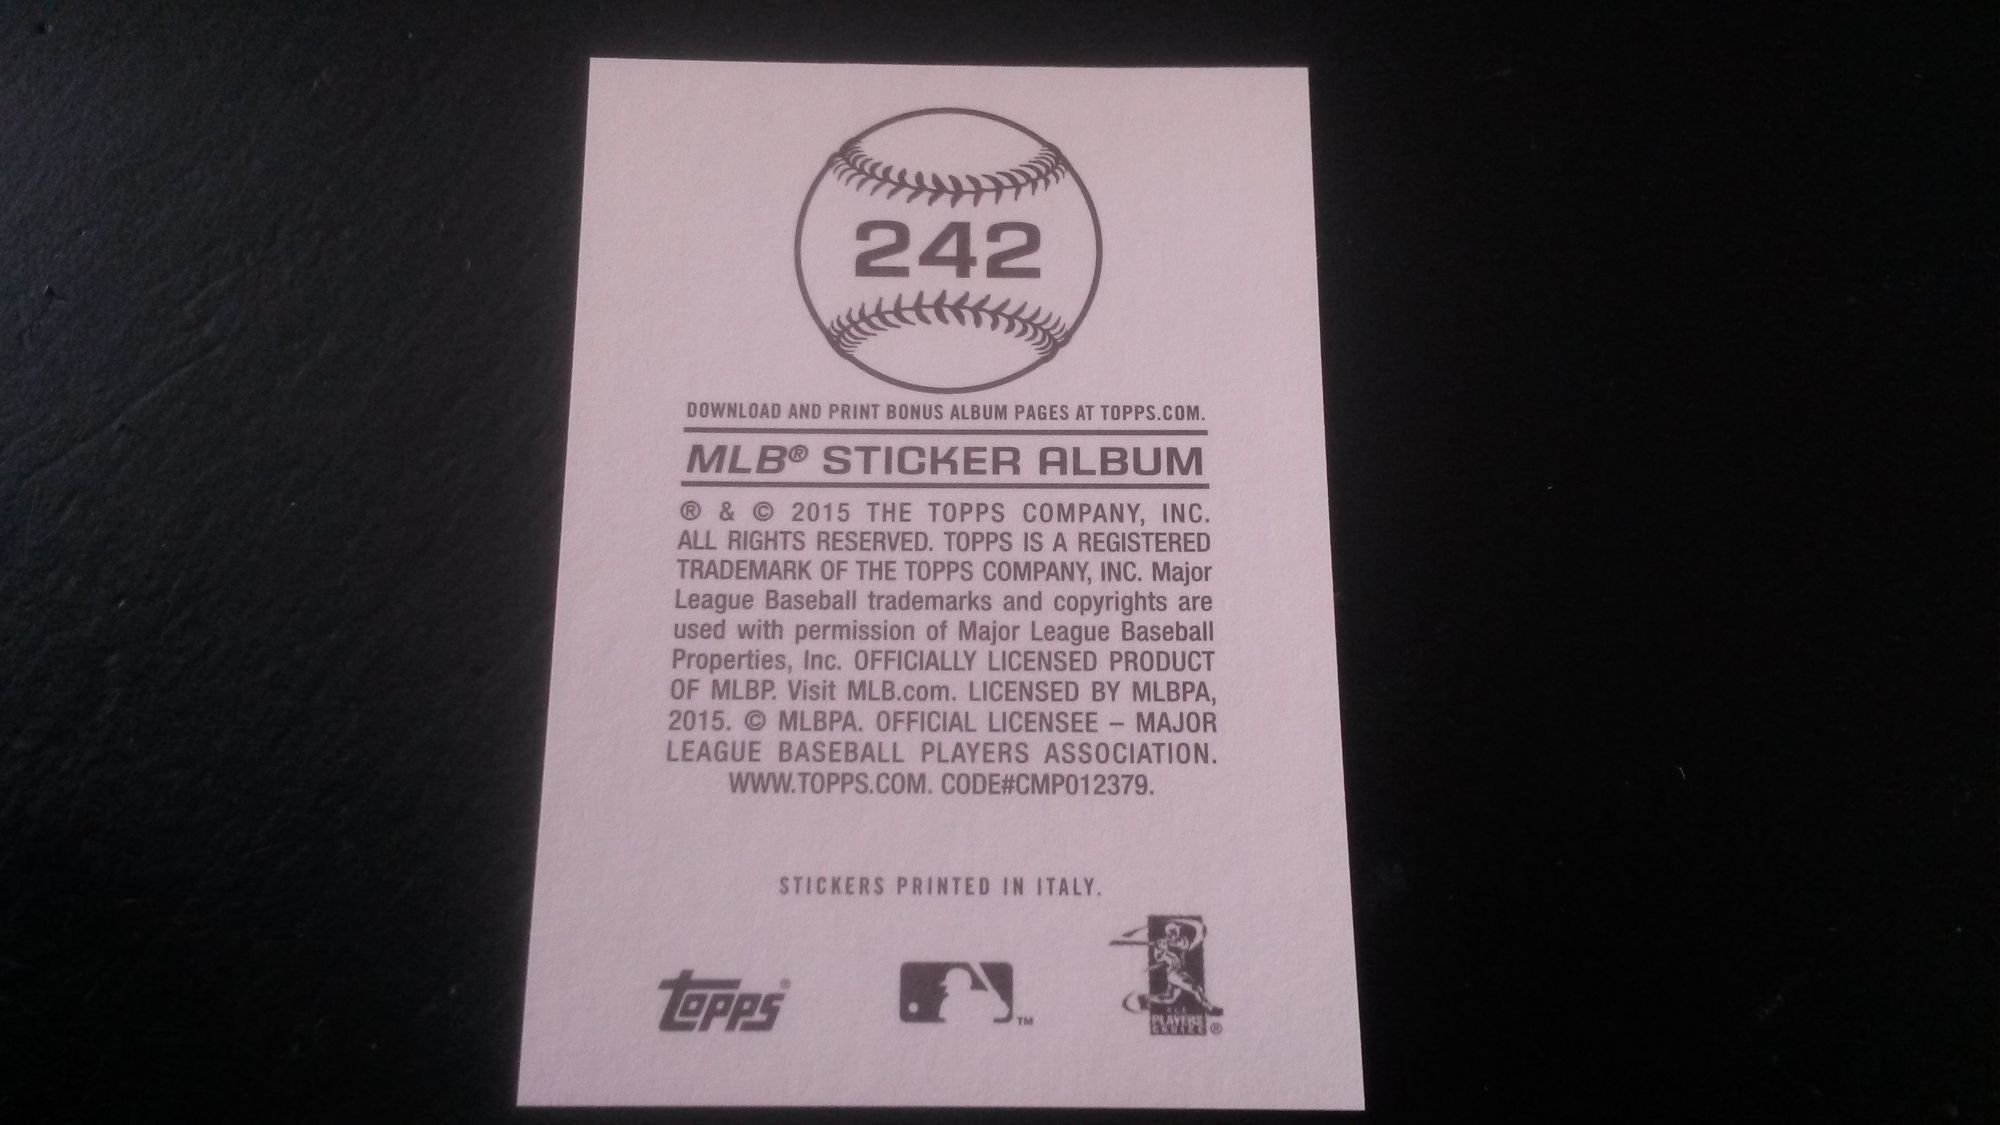 242
DOWNLOAD AND PRINT BONUS ALBUM PAGES AT TOPPS.COM.
MLB® STICKER ALBUM
® & © 2015 THE TOPPS COMPANY, INC.
ALL RIGHTS RESERVED. TOPPS IS A REGISTERED
TRADEMARK OF THE TOPPS COMPANY, INC. Major
League Baseball trademarks and copyrights are
used with permission of Major League Baseball
Properties, Inc. OFFICIALLY LICENSED PRODUCT
OF MLBP. Visit MLB.com. LICENSED BY MLBPA,
2015. © MLBPA. OFFICIAL LICENSEE – MAJOR
LEAGUE BASEBALL PLAYERS ASSOCIATION.
WWW.TOPPS.COM. CODE#CMP012379.
STICKERS PRINTED IN ITALY.
topps®
TM
PLAYERS
CHOICE ®